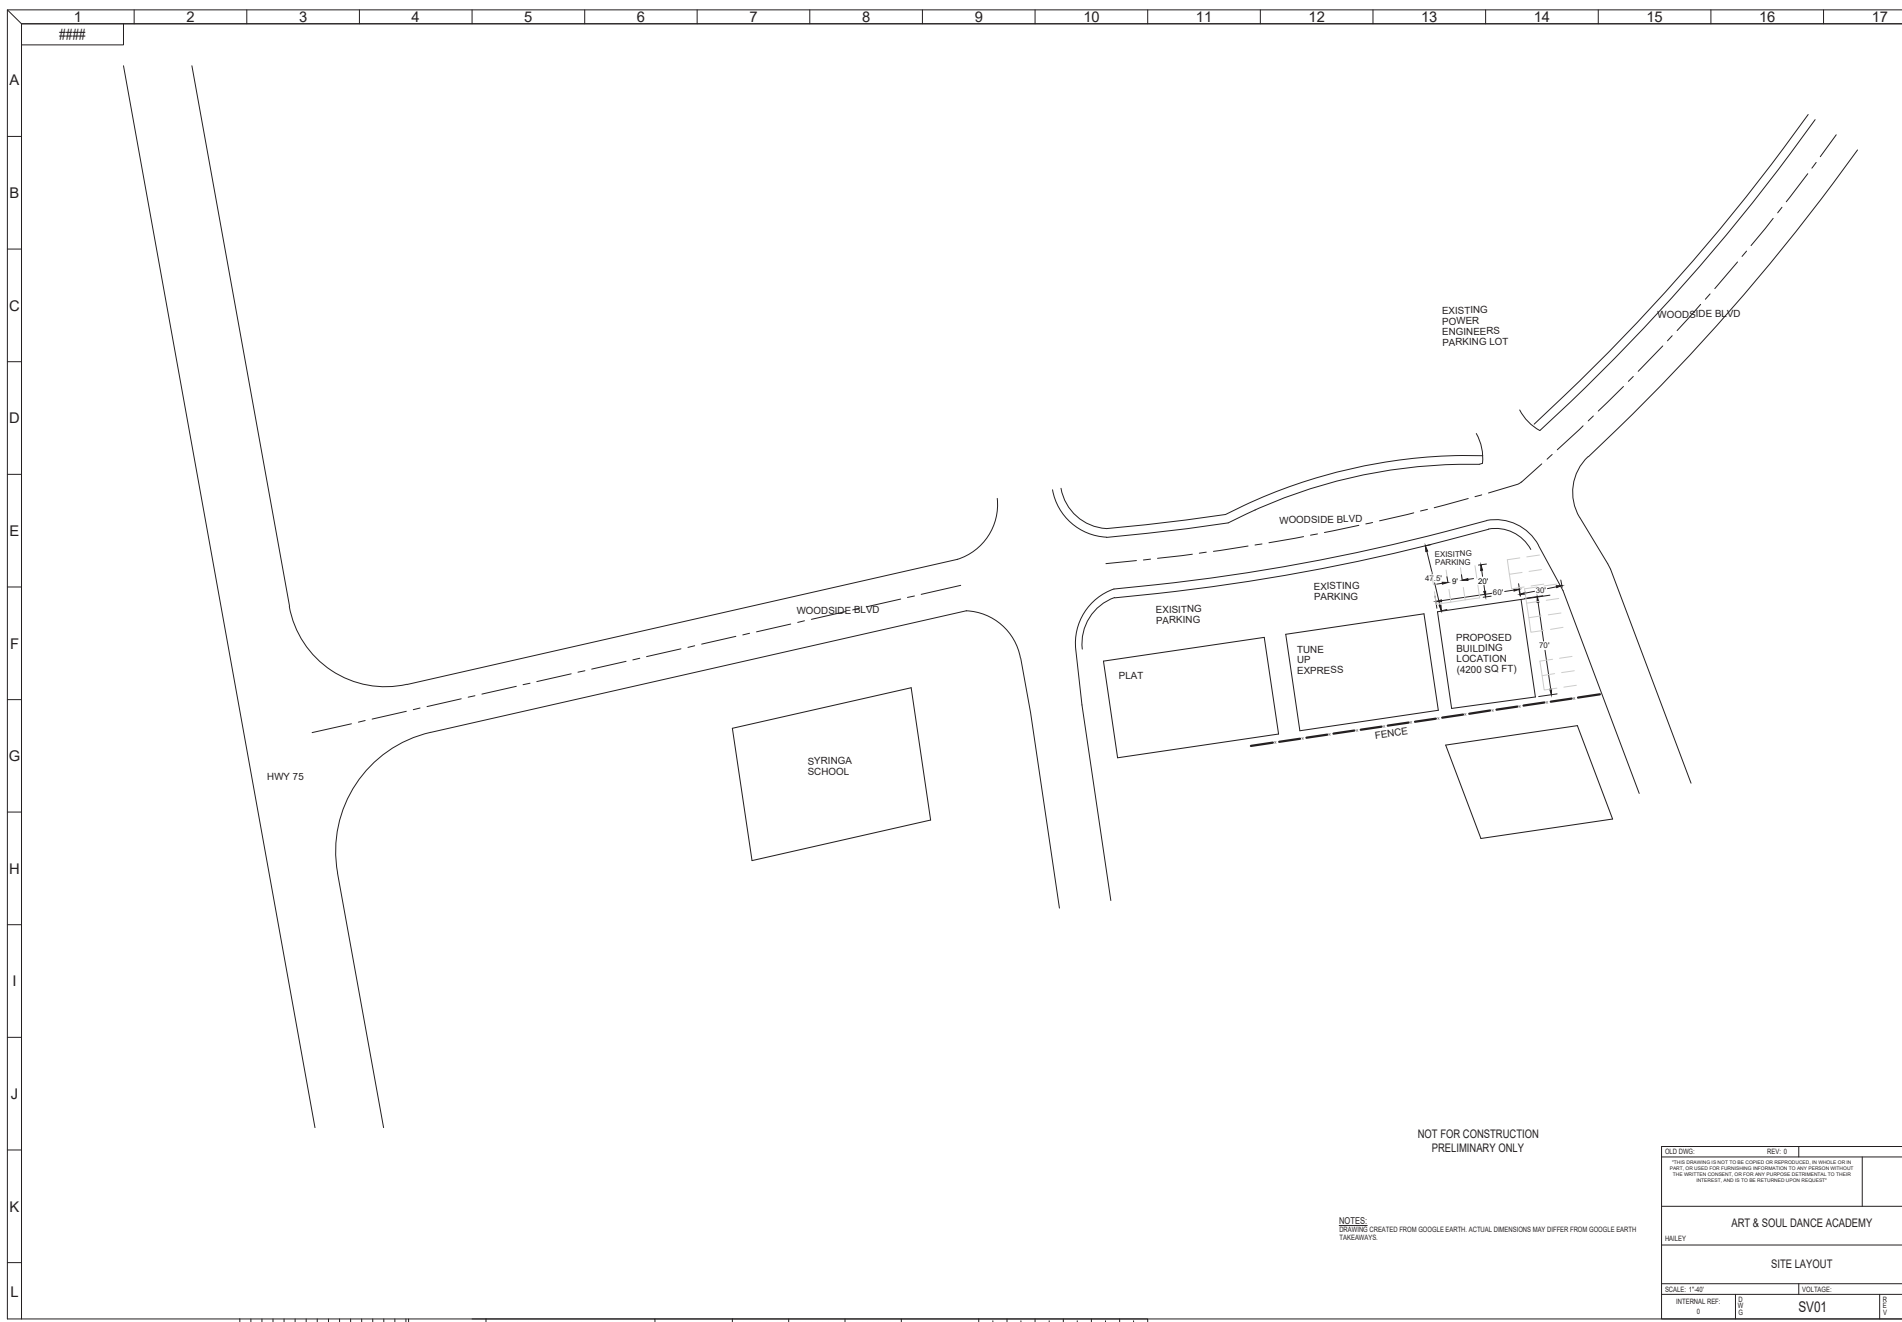 1 2 3 4 5 6 7 8 9 10 11 12 13 14 15 16 17
####
A
B
C
D
E
F
G
H
I
J
K
L
EXISTING
POWER
ENGINEERS
PARKING LOT
WOODSIDE BLVD
WOODSIDE BLVD
WOODSIDE BLVD
EXISITNG
PARKING
47.5'
9'
20'
60'
30'
70'
EXISTING
PARKING
EXISITNG
PARKING
PROPOSED
BUILDING
LOCATION
(4200 SQ FT)
TUNE
UP
EXPRESS
PLAT
FENCE
SYRINGA
SCHOOL
HWY 75
NOT FOR CONSTRUCTION
PRELIMINARY ONLY
NOTES:
DRAWING CREATED FROM GOOGLE EARTH. ACTUAL DIMENSIONS MAY DIFFER FROM GOOGLE EARTH
TAKEAWAYS.
OLD DWG: REV: 0
"THIS DRAWING IS NOT TO BE COPIED OR REPRODUCED, IN WHOLE OR IN
PART, OR USED FOR FURNISHING INFORMATION TO ANY PERSON WITHOUT
THE WRITTEN CONSENT, OR FOR ANY PURPOSE DETRIMENTAL TO THEIR
INTEREST, AND IS TO BE RETURNED UPON REQUEST"
ART & SOUL DANCE ACADEMY
HAILEY
SITE LAYOUT
SCALE: 1"-40' VOLTAGE:
INTERNAL REF:
0
DWG
SV01
REV